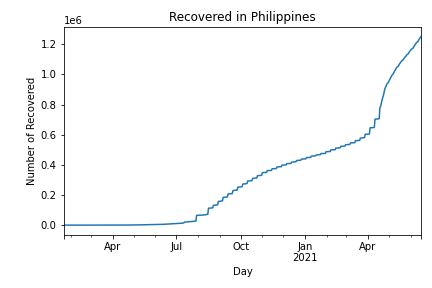 Recovered in Philippines
1e6
1.2
1.0
0.8
0.6
0.4
0.2
0.0
Number of Recovered
Apr
Jul
Oct
Jan
2021
Apr
Day